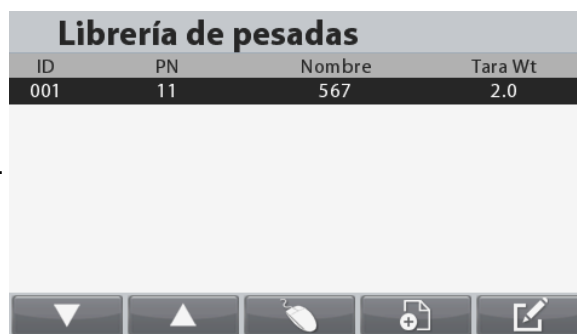 Librería de pesadas
ID PN Nombre Tara Wt
001 11 567 2.0